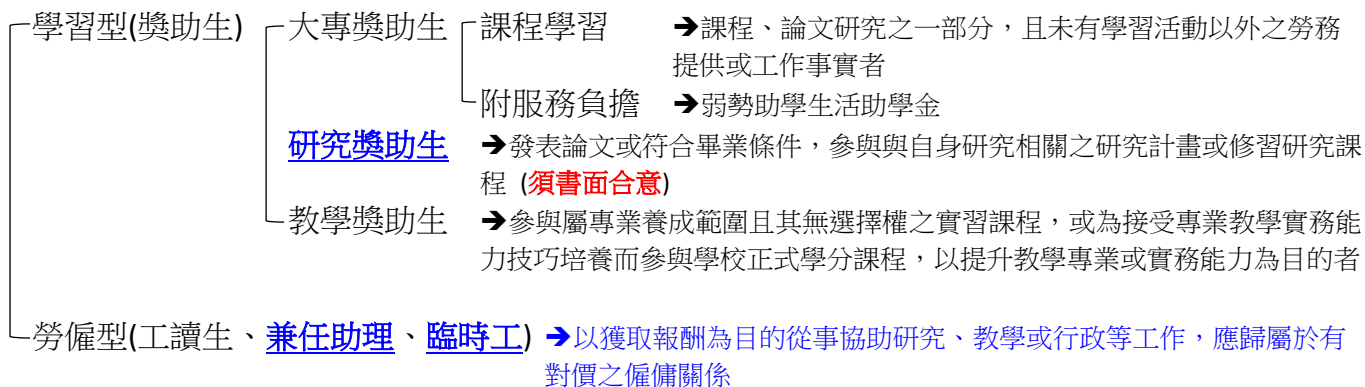 學習型(獎助生) 大專獎助生 課程學習 ➔課程、論文研究之一部分，且未有學習活動以外之勞務
提供或工作事實者
附服務負擔 ➔弱勢助學生活助學金
研究獎助生 ➔發表論文或符合畢業條件，參與與自身研究相關之研究計畫或修習研究課
程 (須書面合意)
教學獎助生 ➔參與屬專業養成範圍且其無選擇權之實習課程，或為接受專業教學實務能
力技巧培養而參與學校正式學分課程，以提升教學專業或實務能力為目的者
勞僱型(工讀生、兼任助理、臨時工) ➔以獲取報酬為目的從事協助研究、教學或行政等工作，應歸屬於有
對價之僱傭關係